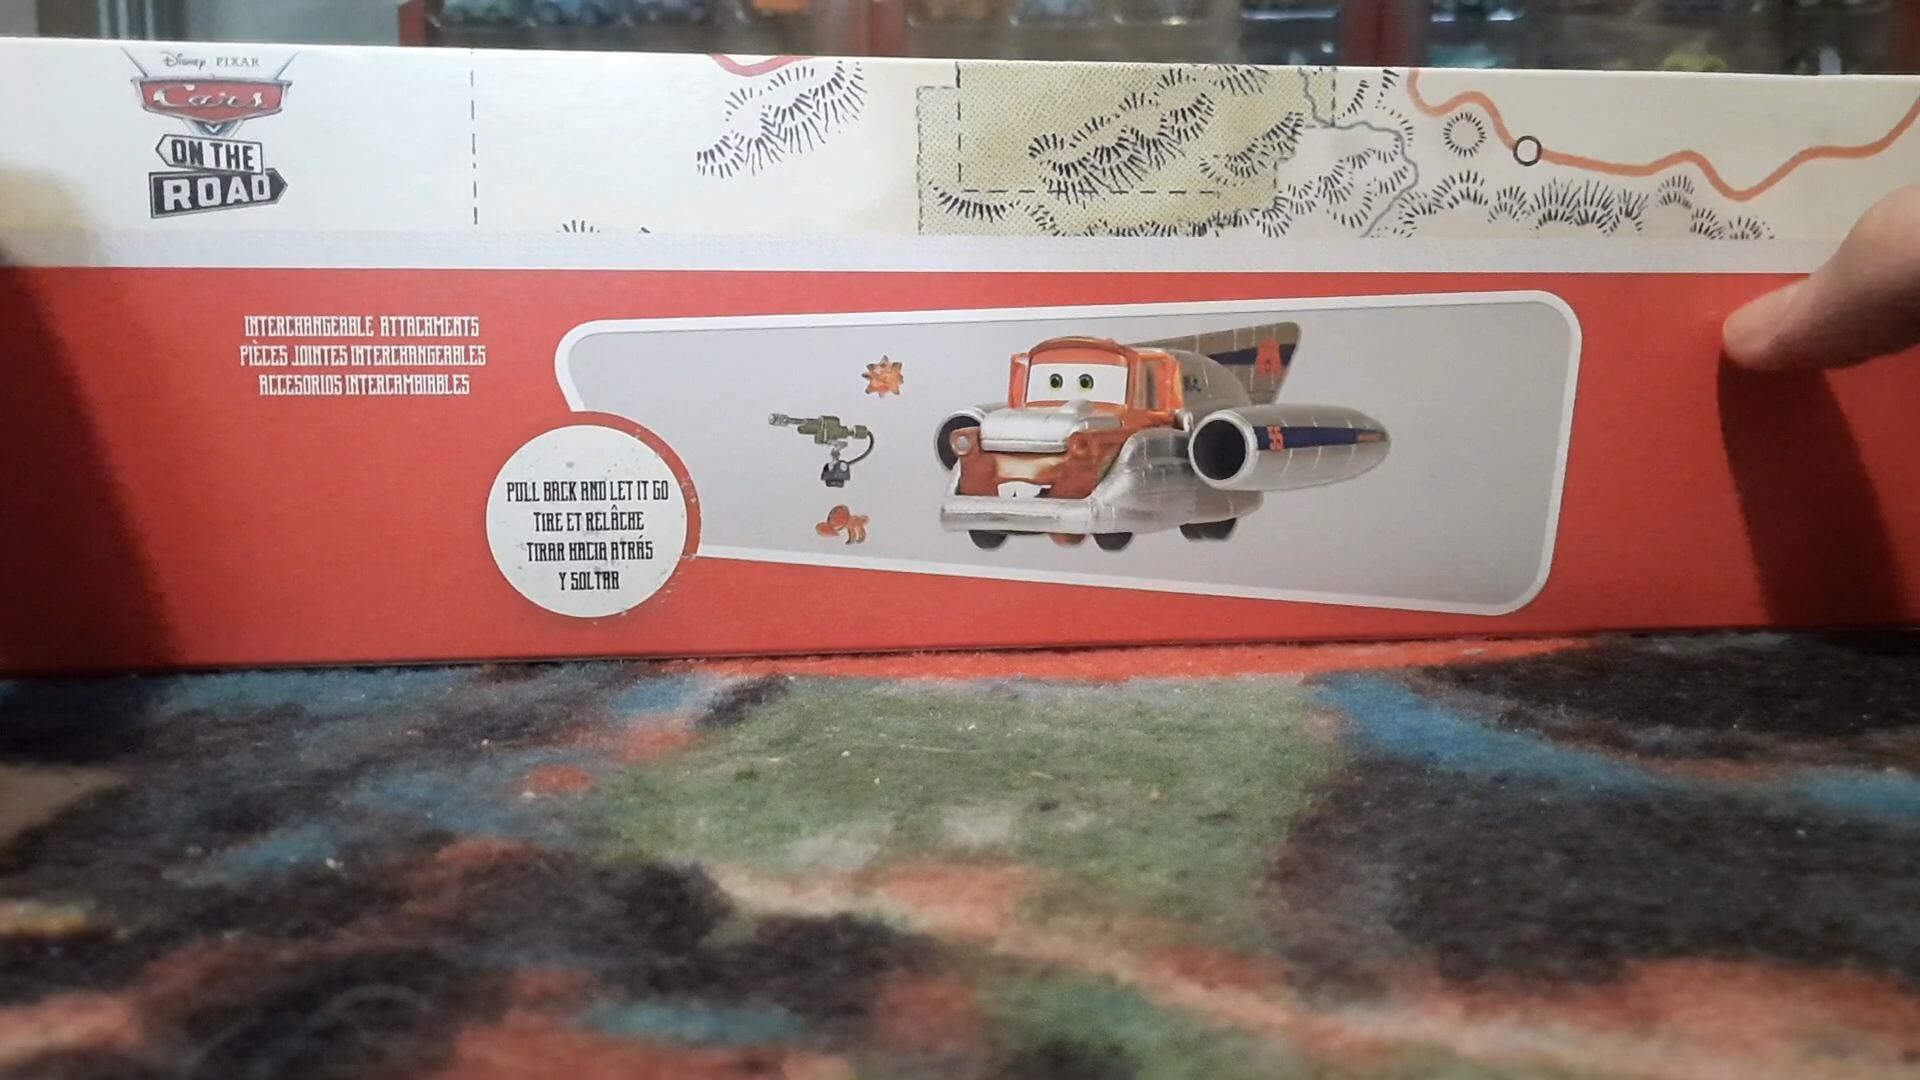 Disney PIXAR
Cars
ON THE
ROAD
INTERCHANGEABLE ATTACHMENTS
PIÈCES JOINTES INTERCHANGEABLES
ACCESORIOS INTERCAMBIABLES
PULL BACK AND LET IT GO
TIRE ET RELÂCHE
TIRAR HACIA ATRÁS
Y SOLTAR
55